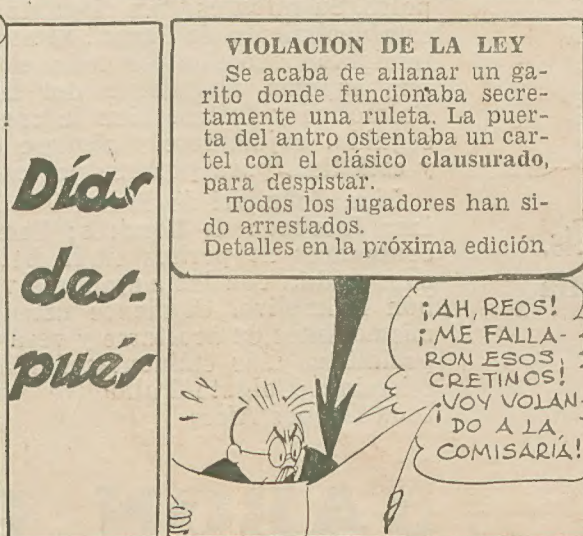 Días
des-
pués
VIOLACION DE LA LEY
Se acaba de allanar un ga-
rito donde funcionaba secre-
tamente una ruleta. La puer-
ta del antro ostentaba un car-
tel con el clásico clausurado,
para despistar.
Todos los jugadores han si-
do arrestados.
Detalles en la próxima edición
¡AH, REOS!
¡ME FALLA-
RON ESOS
CRETINOS!
¡VOY VOLAN-
DO A LA
COMISARÍA!